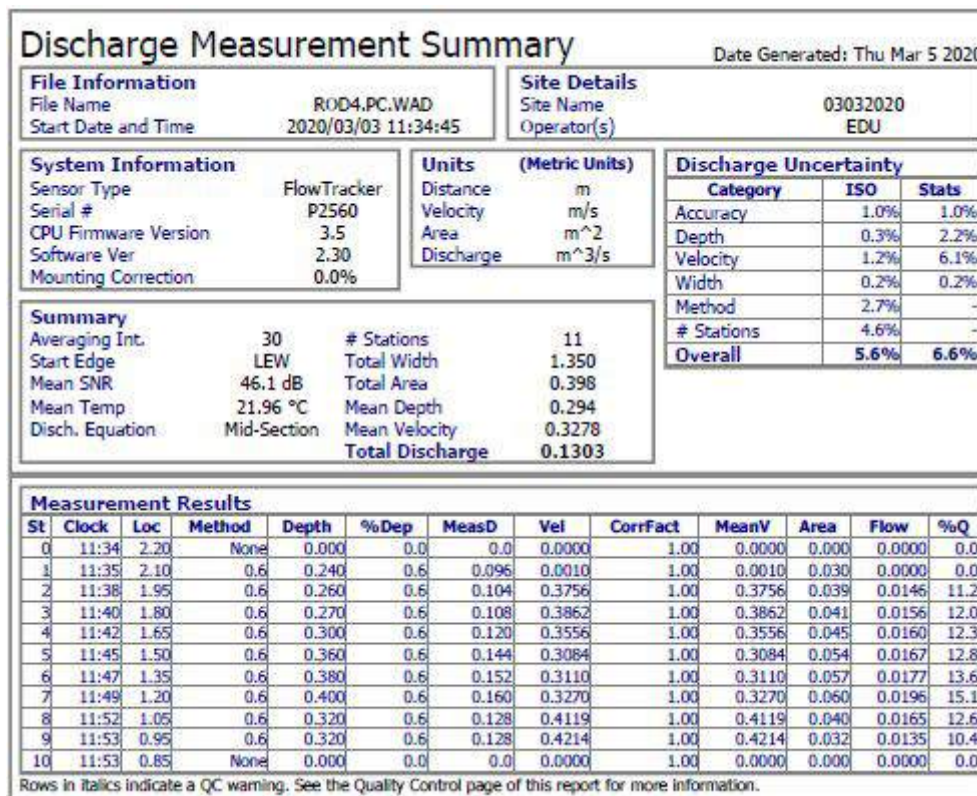 Discharge Measurement Summary
Date Generated: Thu Mar 5 2020
File Information
File Name ROD4.PC.WAD
Start Date and Time 2020/03/03 11:34:45
Site Details
Site Name 03032020
Operator(s) EDU
System Information
Sensor Type FlowTracker
Serial # P2560
CPU Firmware Version 3.5
Software Ver 2.30
Mounting Correction 0.0%
Units (Metric Units)
Distance m
Velocity m/s
Area m^2
Discharge m^3/s
Discharge Uncertainty
Category ISO Stats
Accuracy 1.0% 1.0%
Depth 0.3% 2.2%
Velocity 1.2% 6.1%
Width 0.2% 0.2%
Method 2.7% -
# Stations 4.6% -
Overall 5.6% 6.6%
Summary
Averaging Int. 30 # Stations 11
Start Edge LEW Total Width 1.350
Mean SNR 46.1 dB Total Area 0.398
Mean Temp 21.96 °C Mean Depth 0.294
Disch. Equation Mid-Section Mean Velocity 0.3278
Total Discharge 0.1303
Measurement Results
St Clock Loc Method Depth %Dep MeasD Vel CorrFact MeanV Area Flow %Q
0 11:34 2.20 None 0.000 0.0 0.0 0.0000 1.00 0.0000 0.000 0.0000 0.0
1 11:35 2.10 0.6 0.240 0.6 0.096 0.0010 1.00 0.0010 0.030 0.0000 0.0
2 11:38 1.95 0.6 0.260 0.6 0.104 0.3756 1.00 0.3756 0.039 0.0146 11.2
3 11:40 1.80 0.6 0.270 0.6 0.108 0.3862 1.00 0.3862 0.041 0.0156 12.0
4 11:42 1.65 0.6 0.300 0.6 0.120 0.3556 1.00 0.3556 0.045 0.0160 12.3
5 11:45 1.50 0.6 0.360 0.6 0.144 0.3084 1.00 0.3084 0.054 0.0167 12.8
6 11:47 1.35 0.6 0.380 0.6 0.152 0.3110 1.00 0.3110 0.057 0.0177 13.6
7 11:49 1.20 0.6 0.400 0.6 0.160 0.3270 1.00 0.3270 0.060 0.0196 15.1
8 11:52 1.05 0.6 0.320 0.6 0.128 0.4119 1.00 0.4119 0.040 0.0165 12.6
9 11:53 0.95 0.6 0.320 0.6 0.128 0.4214 1.00 0.4214 0.032 0.0135 10.4
10 11:53 0.85 None 0.000 0.0 0.0 0.0000 1.00 0.0000 0.000 0.0000 0.0
Rows in italics indicate a QC warning. See the Quality Control page of this report for more information.